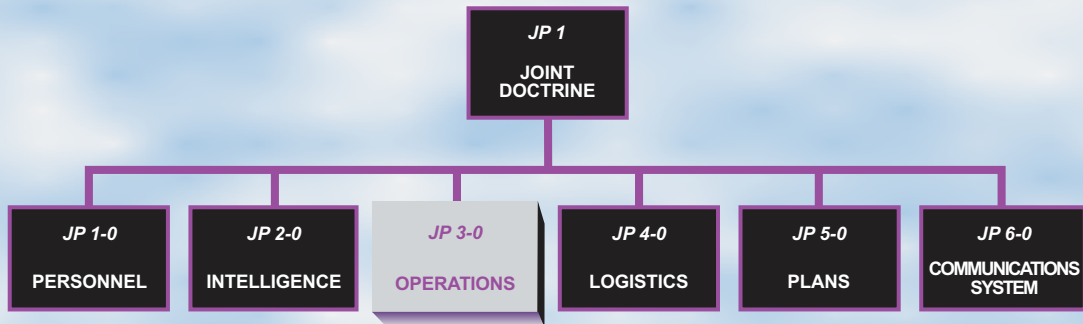 JP 1
JOINT
DOCTRINE
JP 1-0
PERSONNEL
JP 2-0
INTELLIGENCE
JP 3-0
OPERATIONS
JP 4-0
LOGISTICS
JP 5-0
PLANS
JP 6-0
COMMUNICATIONS
SYSTEM